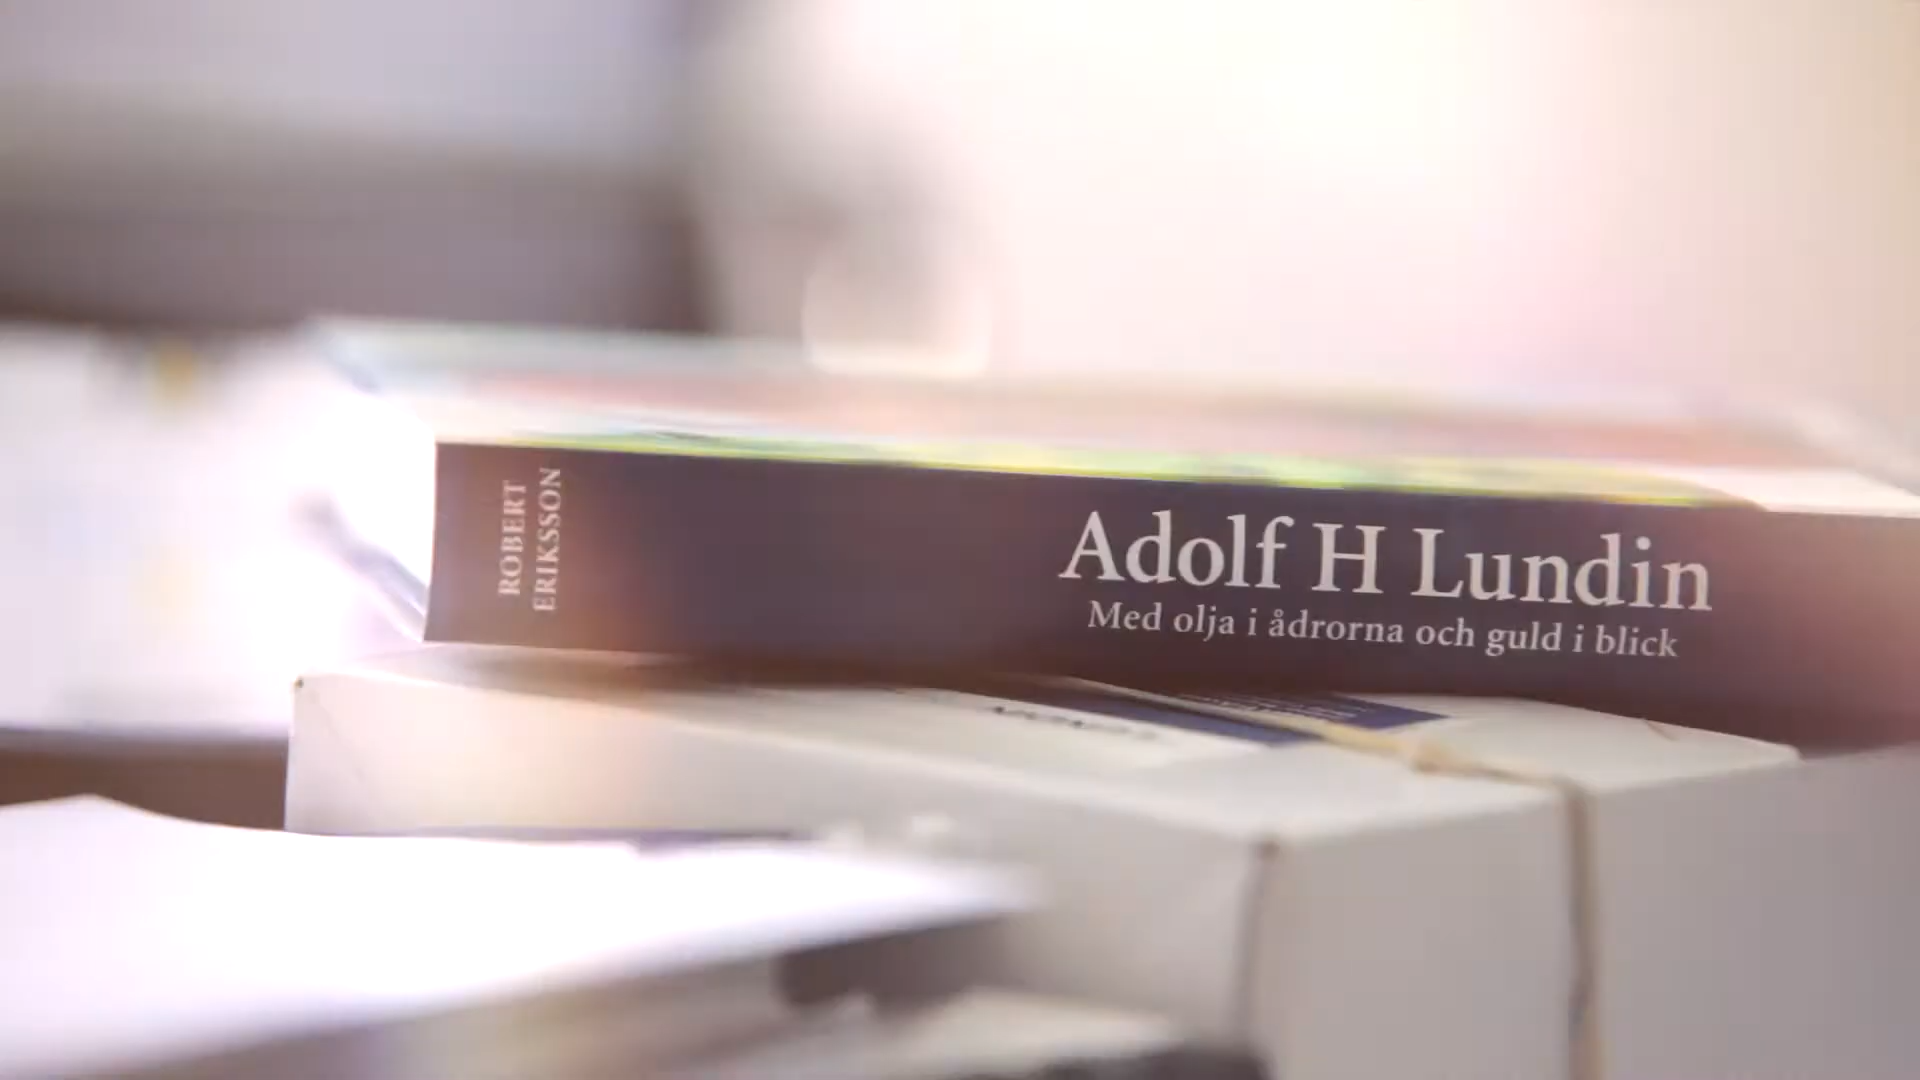 ROBERT
ERIKSSON
Adolf H Lundin
Med olja i ådrorna och guld i blick